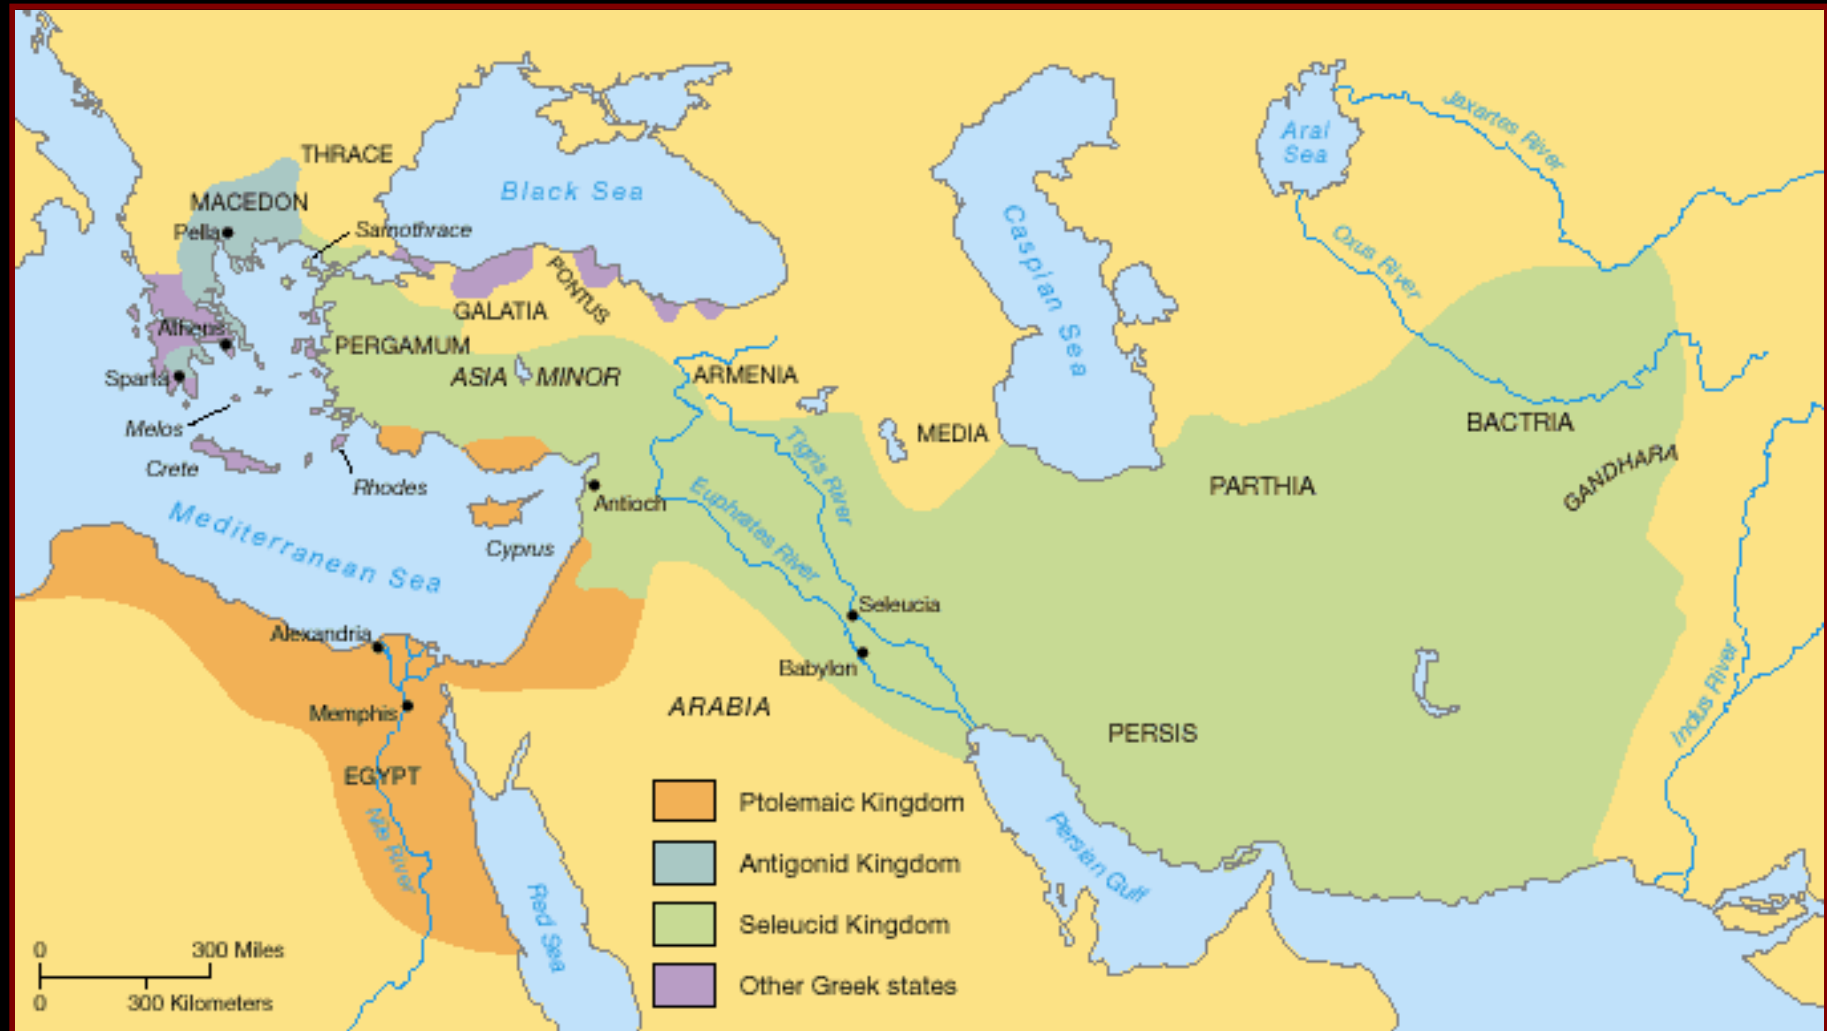 THRACE
MACEDON
Pella
Samothrace
Black Sea
Caspian Sea
Aral
Sea
Jaxartes River
Oxus River
PONTUS
GALATIA
Athens
PERGAMUM
ASIA MINOR
ARMENIA
Sparta
Melos
Crete
Rhodes
MEDIA
BACTRIA
GANDHARA
PARTHIA
Tigris River
Euphrates River
Antioch
Cyprus
Mediterranean Sea
Seleucia
Babylon
Alexandria
Memphis
ARABIA
PERSIS
Indus River
EGYPT
Nile River
Red Sea
Persian Gulf
Ptolemaic Kingdom
Antigonid Kingdom
Seleucid Kingdom
Other Greek states
0 300 Miles
0 300 Kilometers